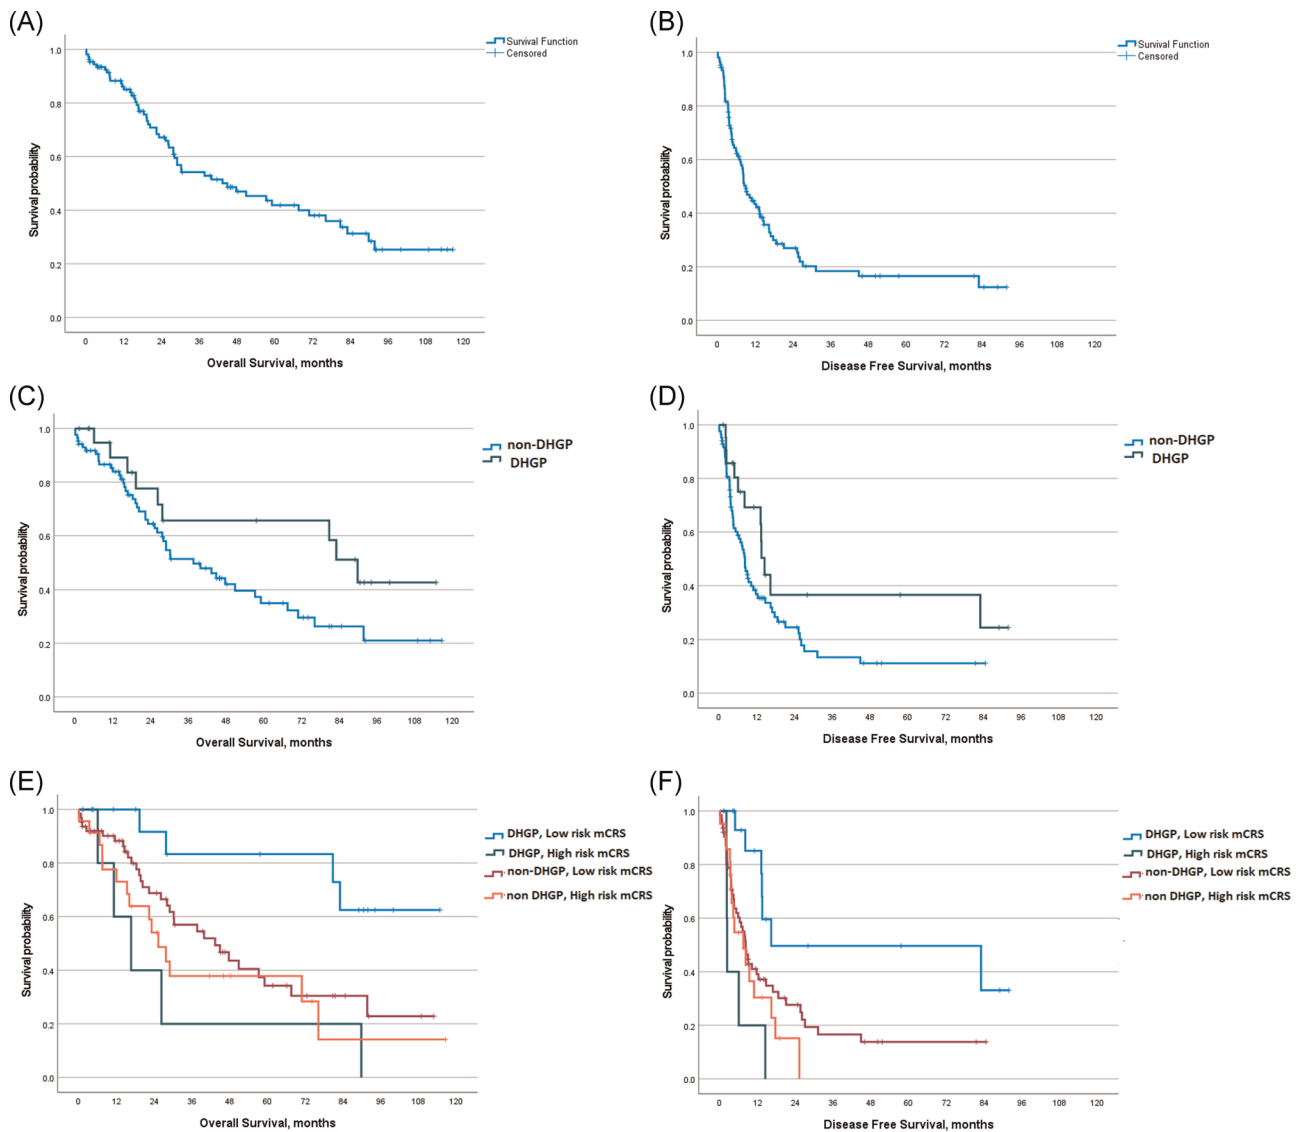 (A)
Survival Function
Censored
1.0
0.8
0.6
0.4
0.2
0.0
Survival probability
0 12 24 36 48 60 72 84 96 108 120
Overall Survival, months
(B)
Survival Function
Censored
1.0
0.8
0.6
0.4
0.2
0.0
Survival probability
0 12 24 36 48 60 72 84 96 108 120
Disease Free Survival, months
(C)
non-DHGP
DHGP
1.0
0.8
0.6
0.4
0.2
0.0
Survival probability
0 12 24 36 48 60 72 84 96 108 120
Overall Survival, months
(D)
non-DHGP
DHGP
1.0
0.8
0.6
0.4
0.2
0.0
Survival probability
0 12 24 36 48 60 72 84 96 108 120
Disease Free Survival, months
(E)
DHGP, Low risk mCRS
DHGP, High risk mCRS
non-DHGP, Low risk mCRS
non DHGP, High risk mCRS
1.0
0.8
0.6
0.4
0.2
0.0
Survival probability
0 12 24 36 48 60 72 84 96 108 120
Overall Survival, months
(F)
DHGP, Low risk mCRS
DHGP, High risk mCRS
non-DHGP, Low risk mCRS
non DHGP, High risk mCRS
1.0
0.8
0.6
0.4
0.2
0.0
Survival probability
0 12 24 36 48 60 72 84 96 108 120
Disease Free Survival, months